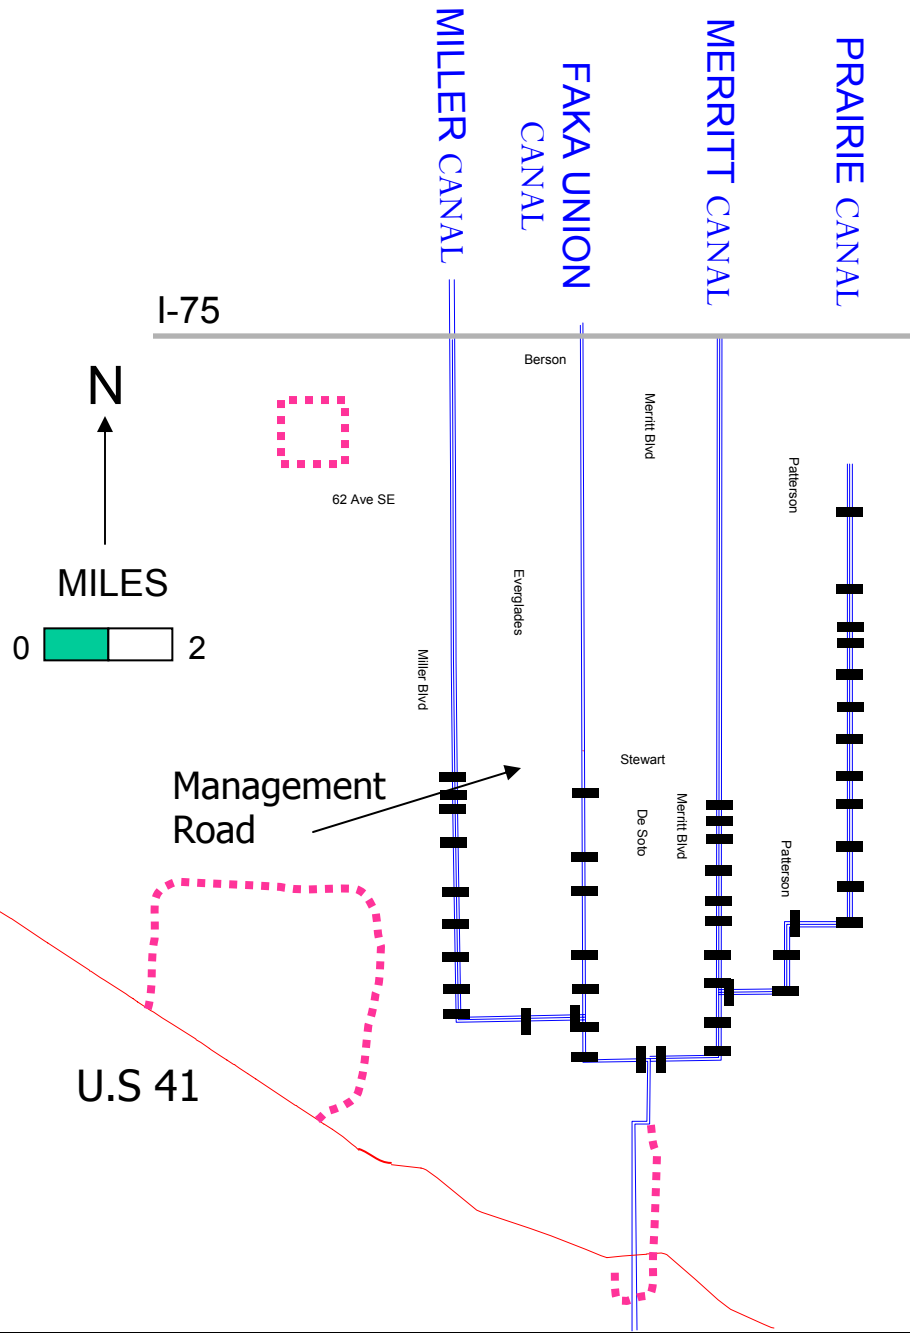 MILLER CANAL
FAKA UNION
CANAL
MERRITT CANAL
PRAIRIE CANAL
I-75
Berson
N
Merritt Blvd
Patterson
62 Ave SE
MILES
0
2
Everglades
Miller Blvd
Stewart
Management
Road
De Soto
Merritt Blvd
Patterson
U.S 41